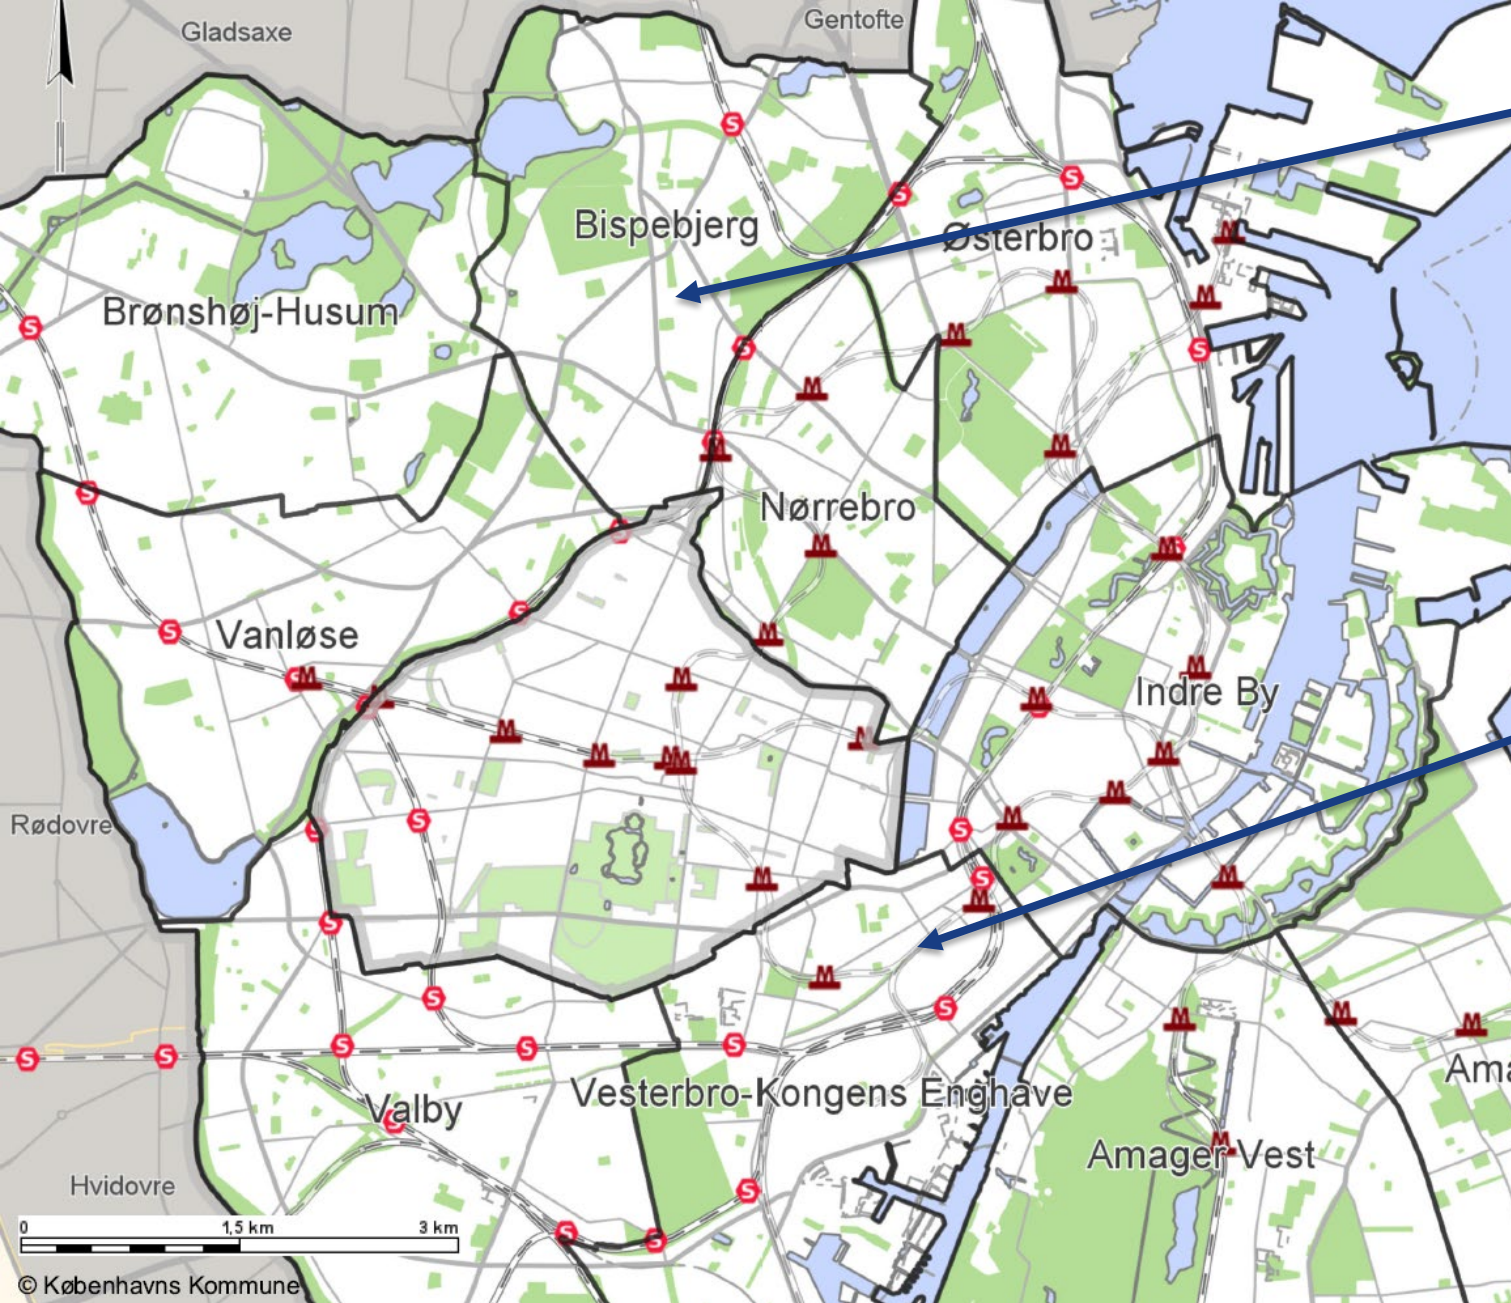 Gladsaxe
Gentofte
Bispebjerg
Østerbro
Brønshøj-Husum
Nørrebro
Vanløse
Indre By
Rødovre
Vesterbro-Kongens Enghave
Valby
Amager Vest
Hvidovre
0 1,5 km 3 km
© Københavns Kommune